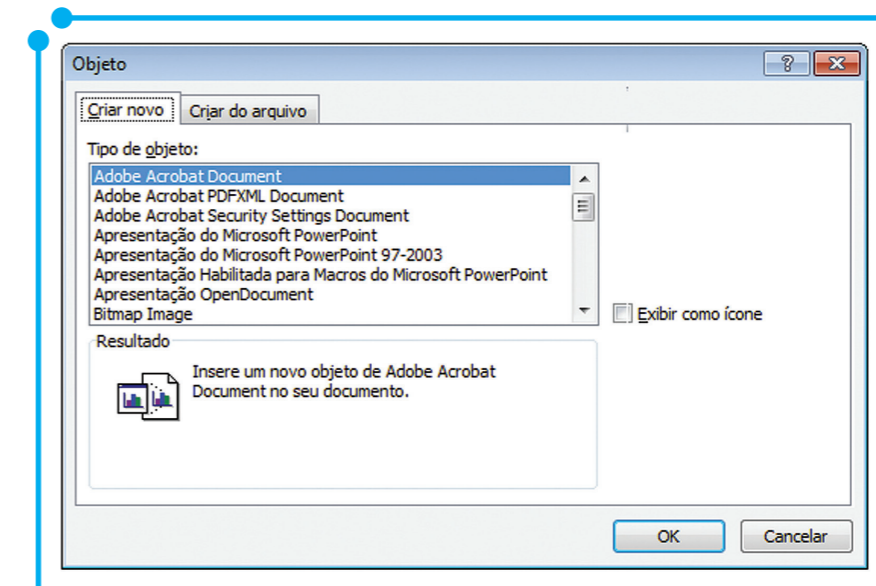 Objeto
Criar novo
Criar do arquivo
Tipo de objeto:
Adobe Acrobat Document
Adobe Acrobat PDFXML Document
Adobe Acrobat Security Settings Document
Apresentação do Microsoft PowerPoint
Apresentação do Microsoft PowerPoint 97-2003
Apresentação Habilitada para Macros do Microsoft PowerPoint
Apresentação OpenDocument
Bitmap Image
Exibir como ícone
Resultado
Insere um novo objeto de Adobe Acrobat
Document no seu documento.
OK
Cancelar